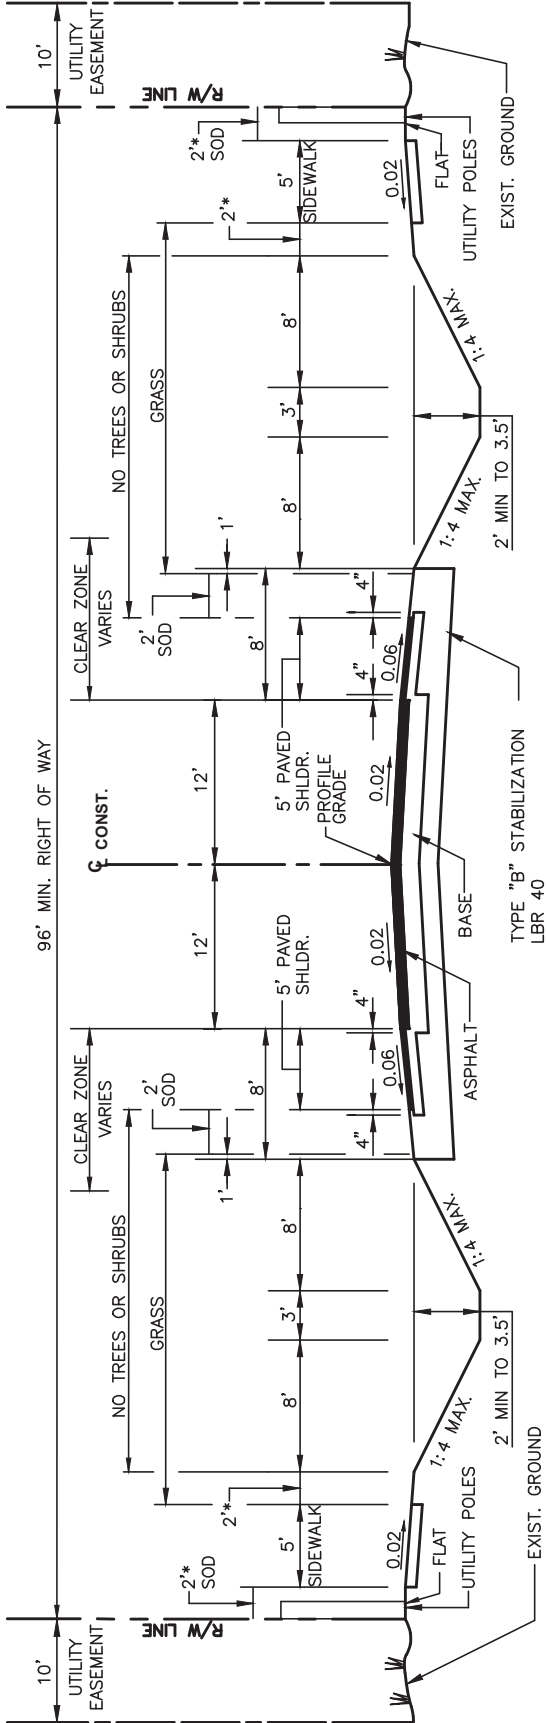 10'
UTILITY
EASEMENT
R/W LINE
96' MIN. RIGHT OF WAY
10'
UTILITY
EASEMENT
R/W LINE
CLEAR ZONE
VARIES
℄ CONST.
CLEAR ZONE
VARIES
NO TREES OR SHRUBS
GRASS
2'
SOD
12'
12'
2'
SOD
NO TREES OR SHRUBS
GRASS
2'*
SOD
2'*
1'
8'
8'
1'
2'*
2'*
SOD
5'
SIDEWALK
8'
3'
8'
5' PAVED
SHLDR.
5' PAVED
SHLDR.
8'
3'
8'
5'
SIDEWALK
4"
4"
PROFILE
GRADE
4"
4"
0.02
0.06
0.02
0.02
0.06
0.02
FLAT
UTILITY POLES
EXIST. GROUND
1:4 MAX.
1:4 MAX.
2' MIN TO 3.5'
ASPHALT
BASE
TYPE "B" STABILIZATION
LBR 40
1:4 MAX.
1:4 MAX.
2' MIN TO 3.5'
FLAT
UTILITY POLES
EXIST. GROUND